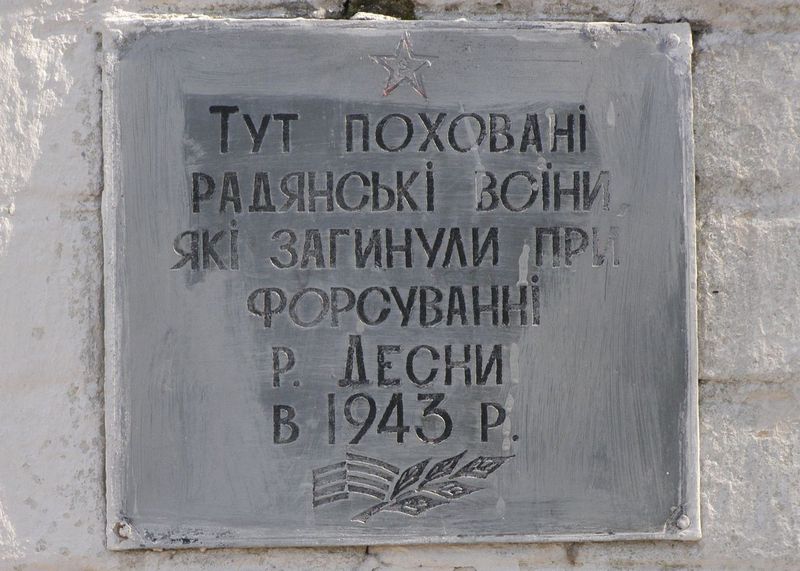 Тут поховані
радянські воїни,
які загинули при
форсуванні
р. Десни
в 1943 р.